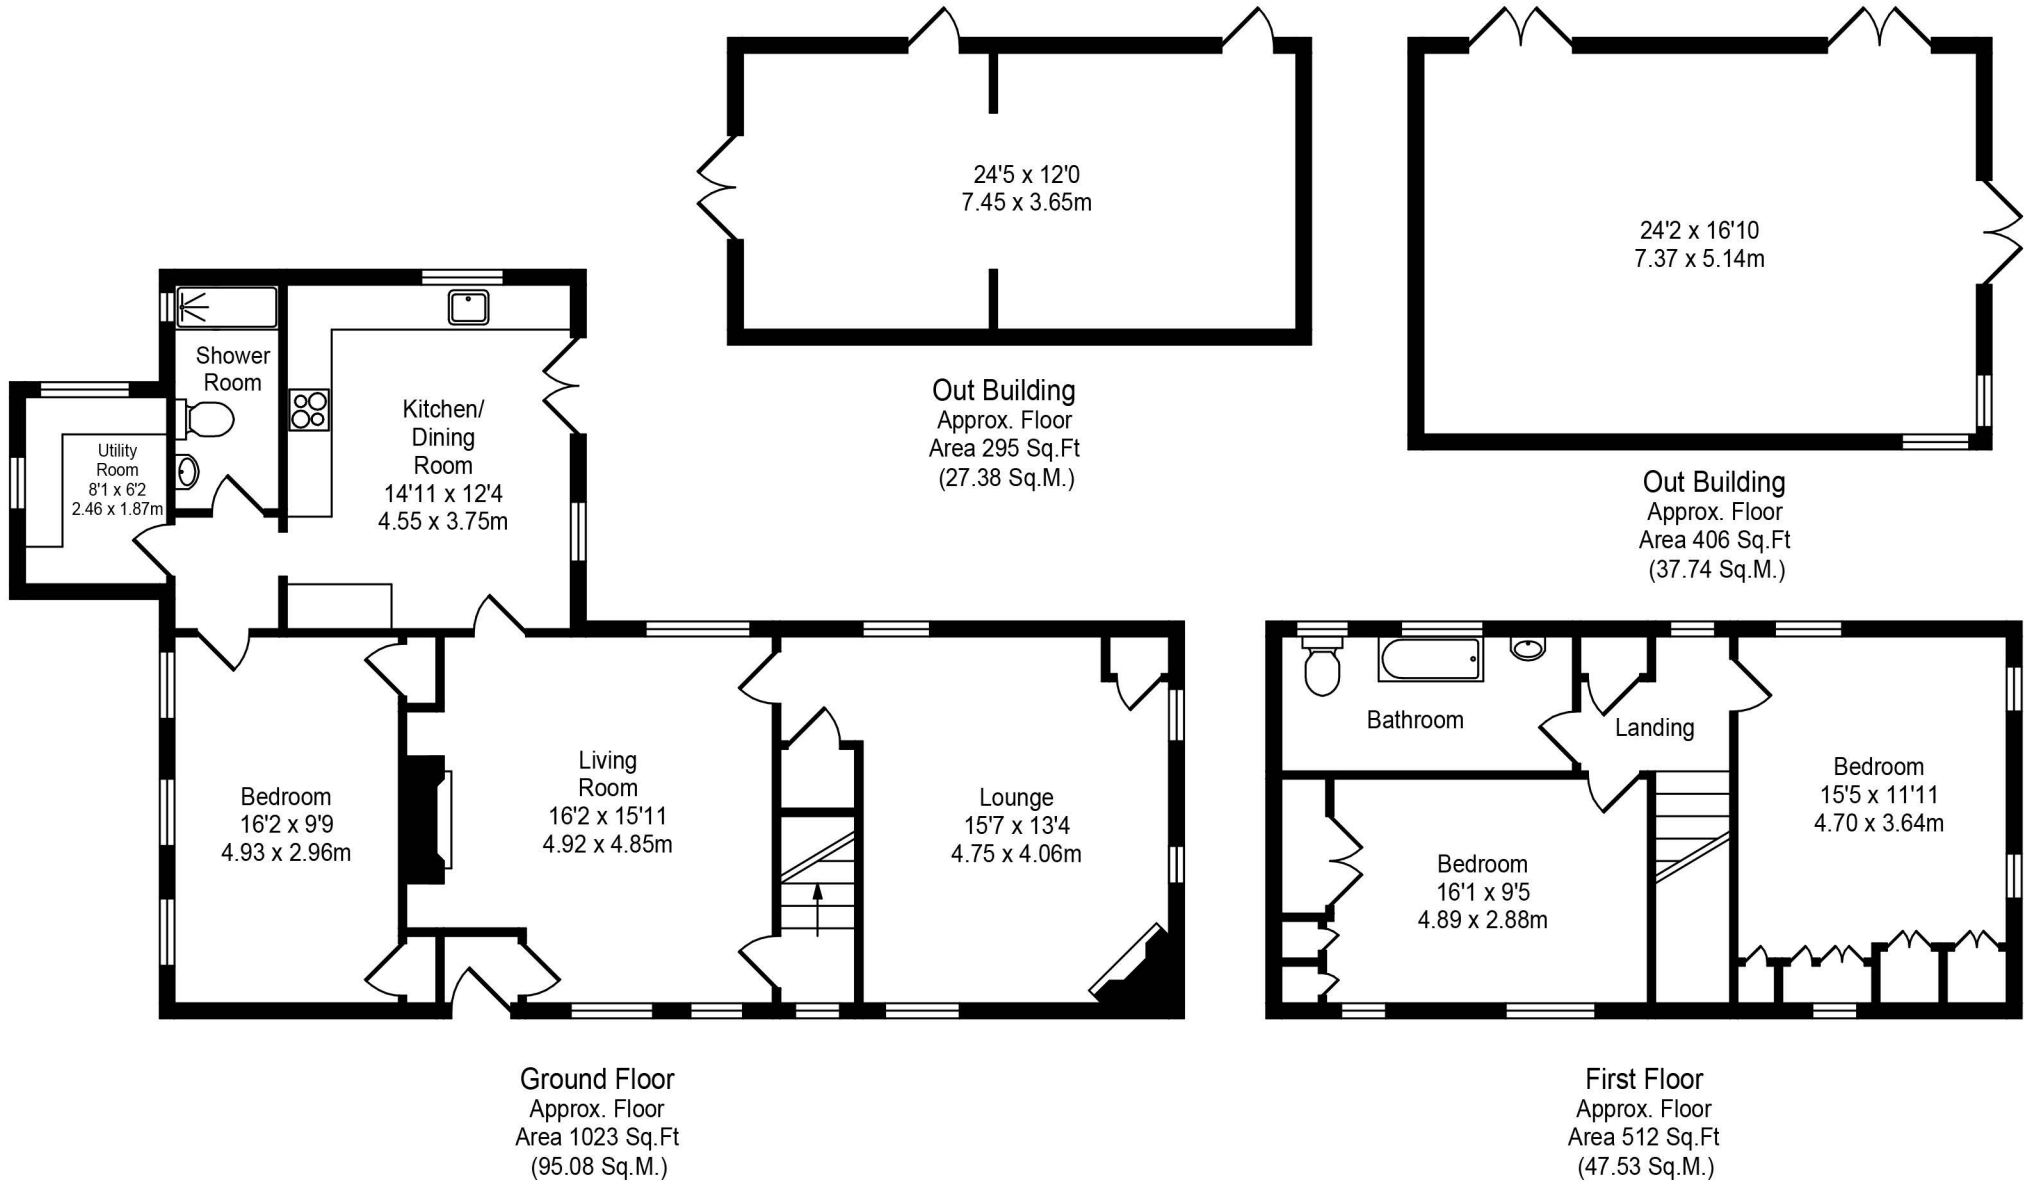 24'5 x 12'0
7.45 x 3.65m
Out Building
Approx. Floor
Area 295 Sq.Ft
(27.38 Sq.M.)
24'2 x 16'10
7.37 x 5.14m
Out Building
Approx. Floor
Area 406 Sq.Ft
(37.74 Sq.M.)
Shower
Room
Kitchen/
Dining
Room
14'11 x 12'4
4.55 x 3.75m
Utility
Room
8'1 x 6'2
2.46 x 1.87m
Bedroom
16'2 x 9'9
4.93 x 2.96m
Living
Room
16'2 x 15'11
4.92 x 4.85m
Lounge
15'7 x 13'4
4.75 x 4.06m
Ground Floor
Approx. Floor
Area 1023 Sq.Ft
(95.08 Sq.M.)
Bathroom
Landing
Bedroom
15'5 x 11'11
4.70 x 3.64m
Bedroom
16'1 x 9'5
4.89 x 2.88m
First Floor
Approx. Floor
Area 512 Sq.Ft
(47.53 Sq.M.)